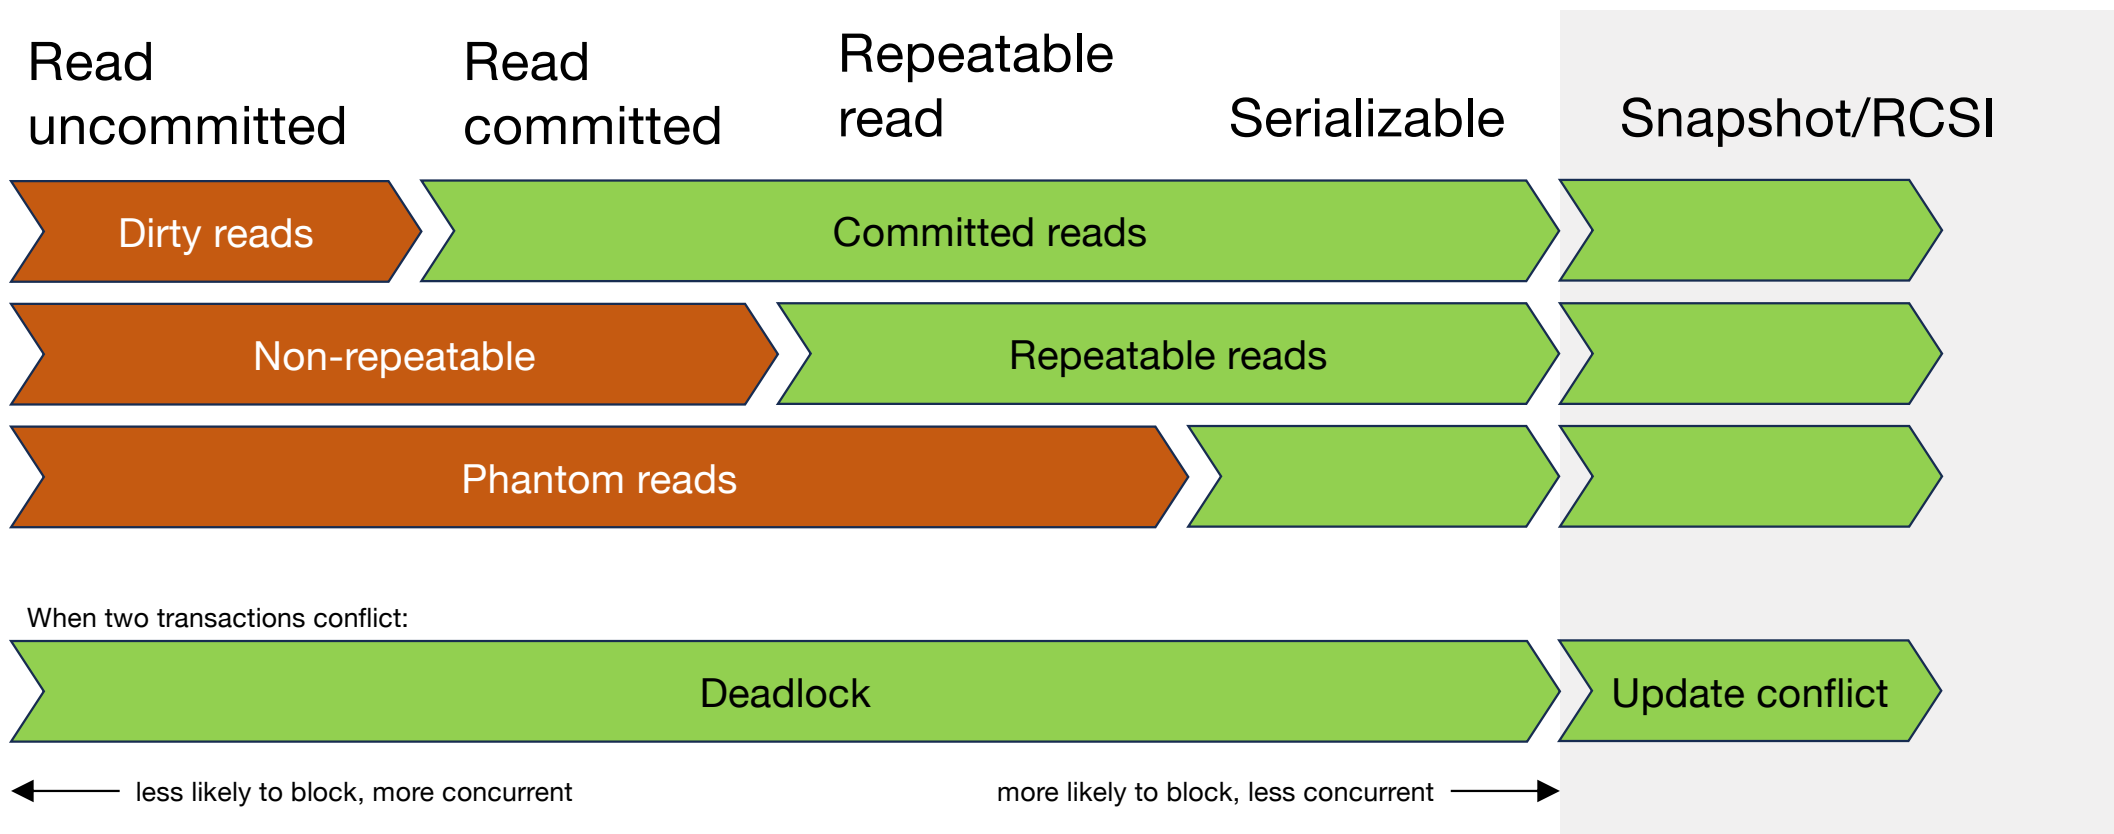 Read
uncommitted
Read
committed
Repeatable
read
Serializable
Snapshot/RCSI
Dirty reads
Committed reads
Non-repeatable
Repeatable reads
Phantom reads
When two transactions conflict:
Deadlock
Update conflict
less likely to block, more concurrent
more likely to block, less concurrent